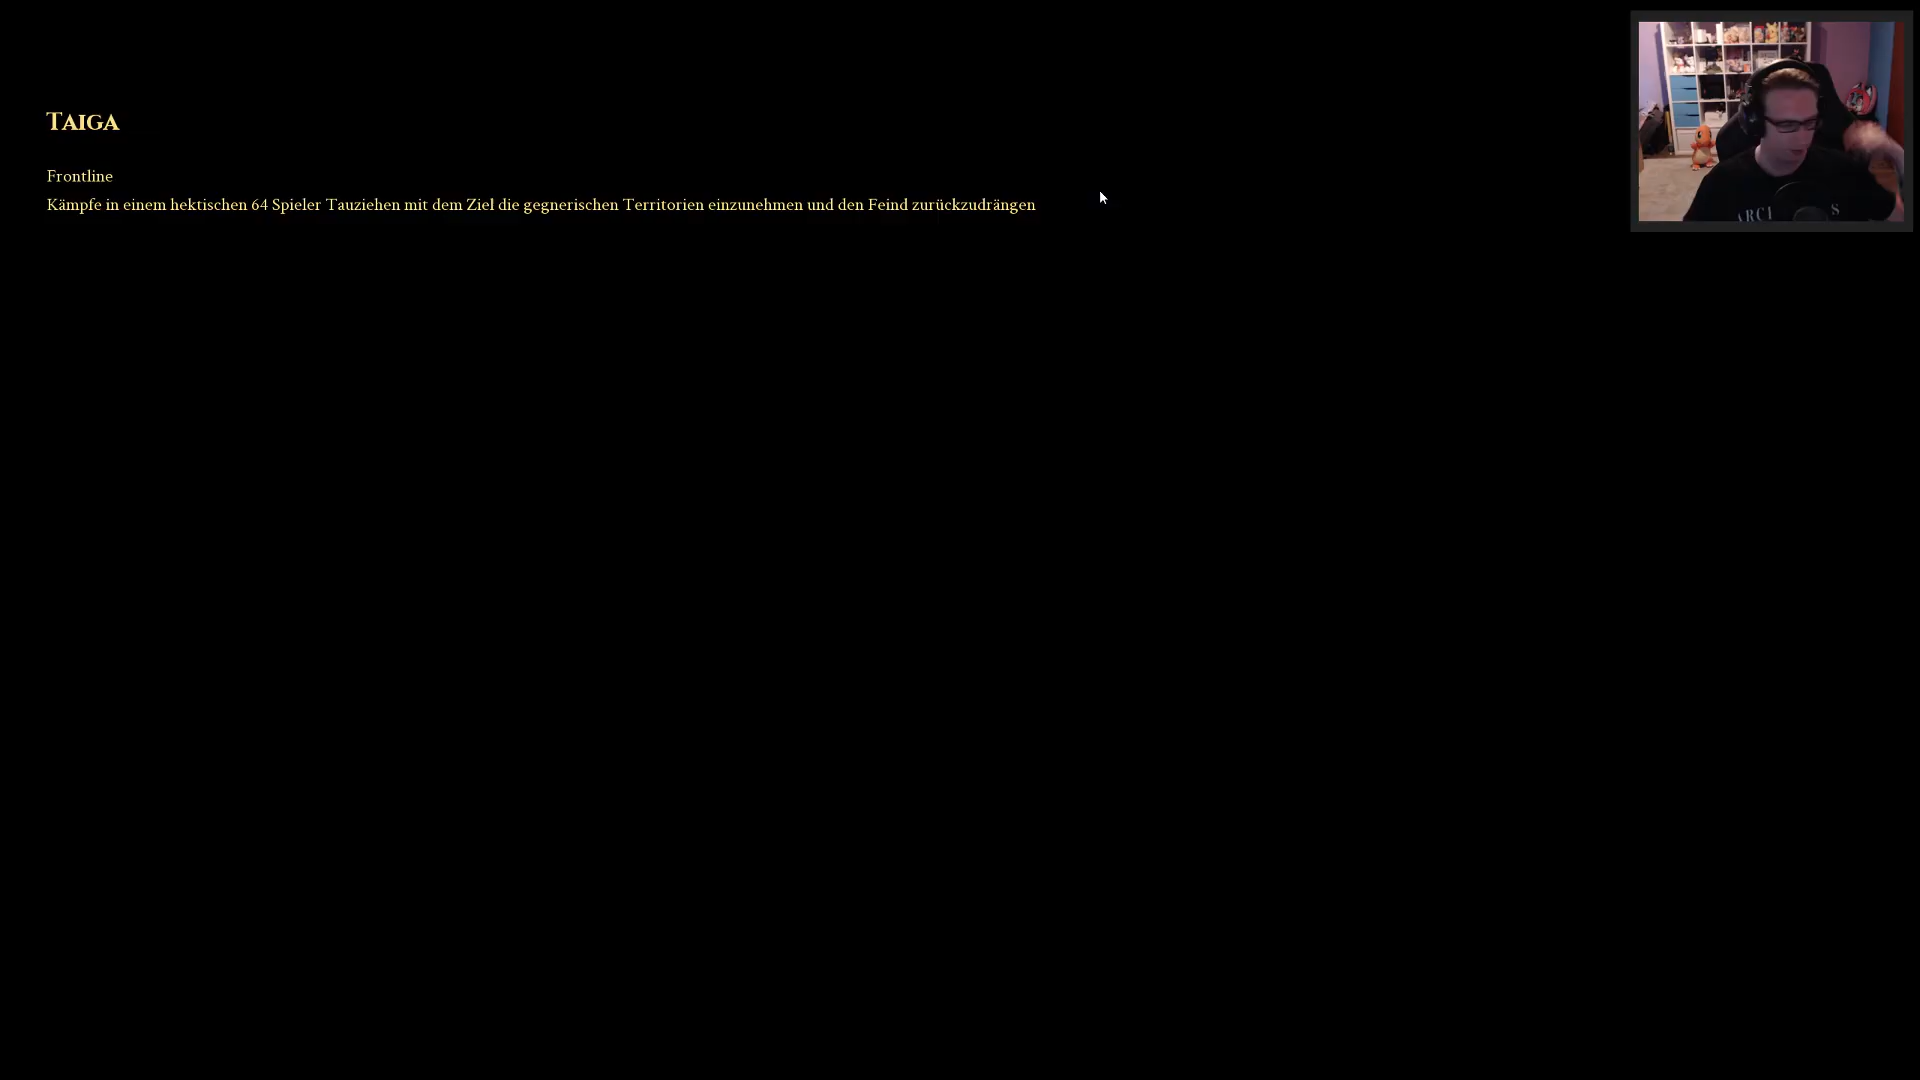 TAIGA
Frontline
Kämpfe in einem hektischen 64 Spieler Tauziehen mit dem Ziel die gegnerischen Territorien einzunehmen und den Feind zurückzudrängen